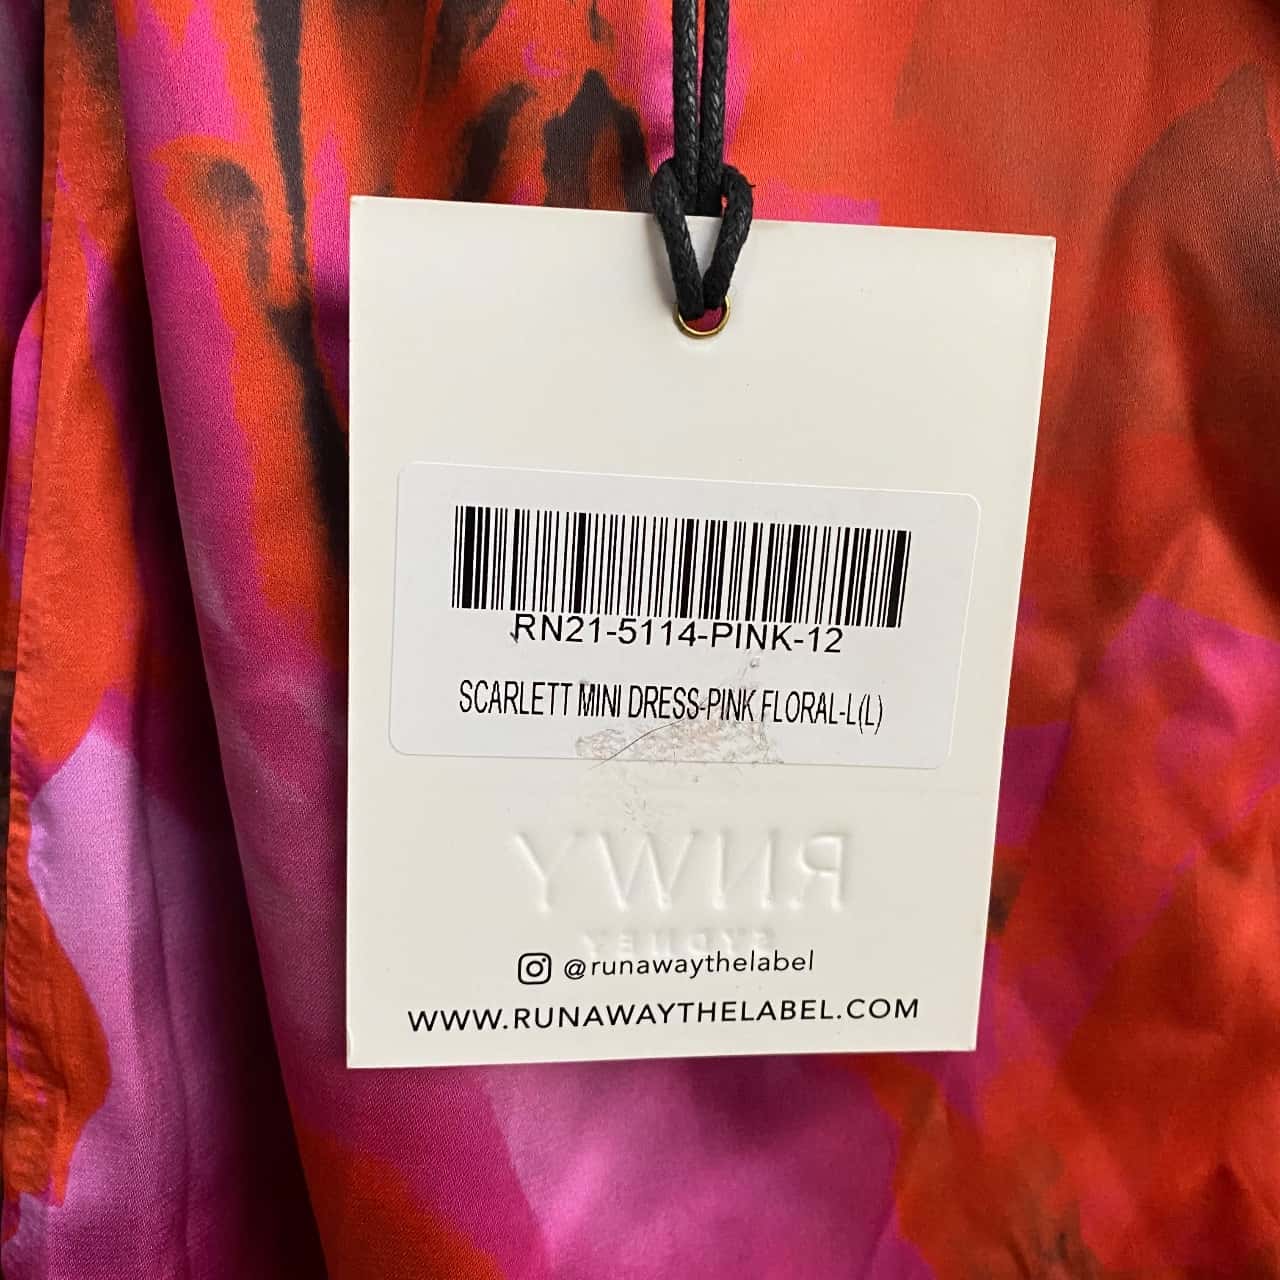 RN21-5114-PINK-12
SCARLETT MINI DRESS-PINK FLORAL-L(L)
RNWY
SYDNEY
@runawaythelabel
WWW.RUNAWAYTHELABEL.COM